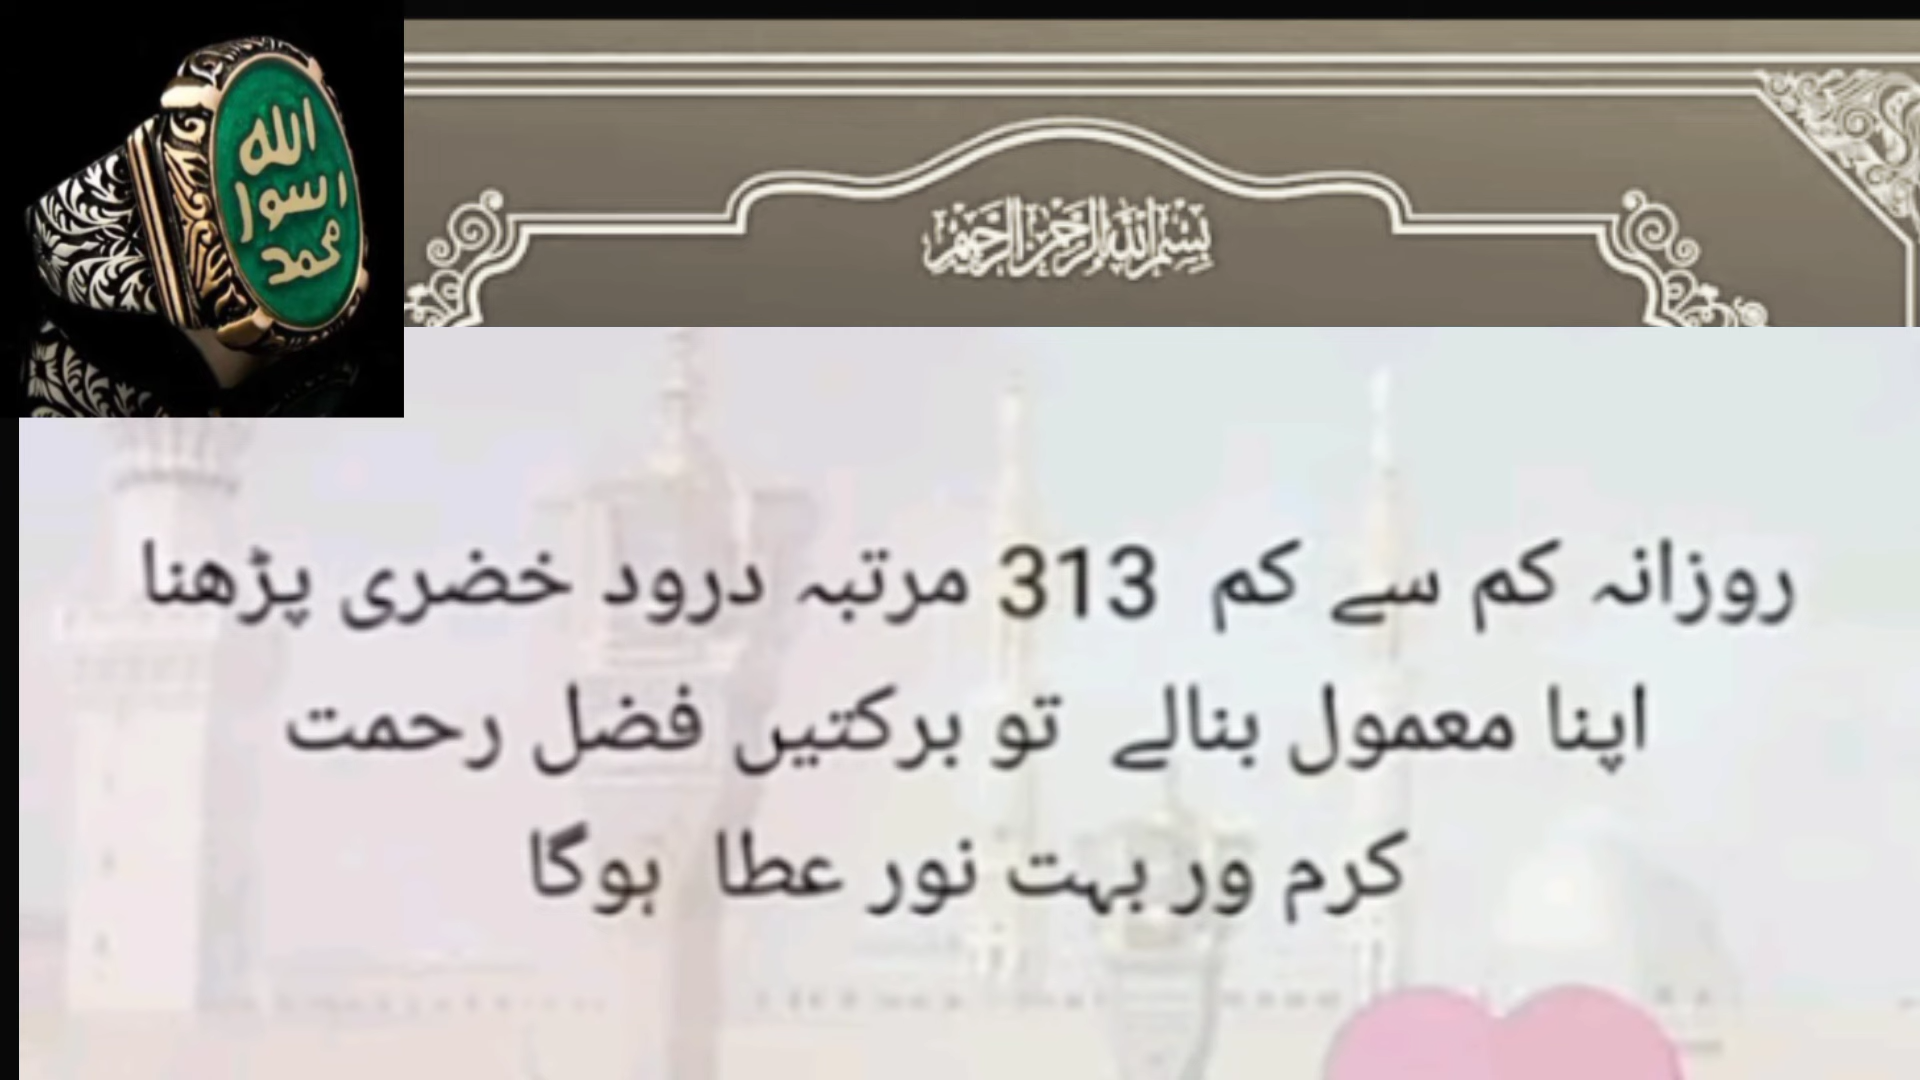 الله
رسول
محمد
بسم الله الرحمن الرحيم
روزانہ کم سے کم 313 مرتبہ درود خضری پڑھنا
اپنا معمول بنالے تو برکتیں فضل رحمت
کرم ور بہت نور عطا ہوگا